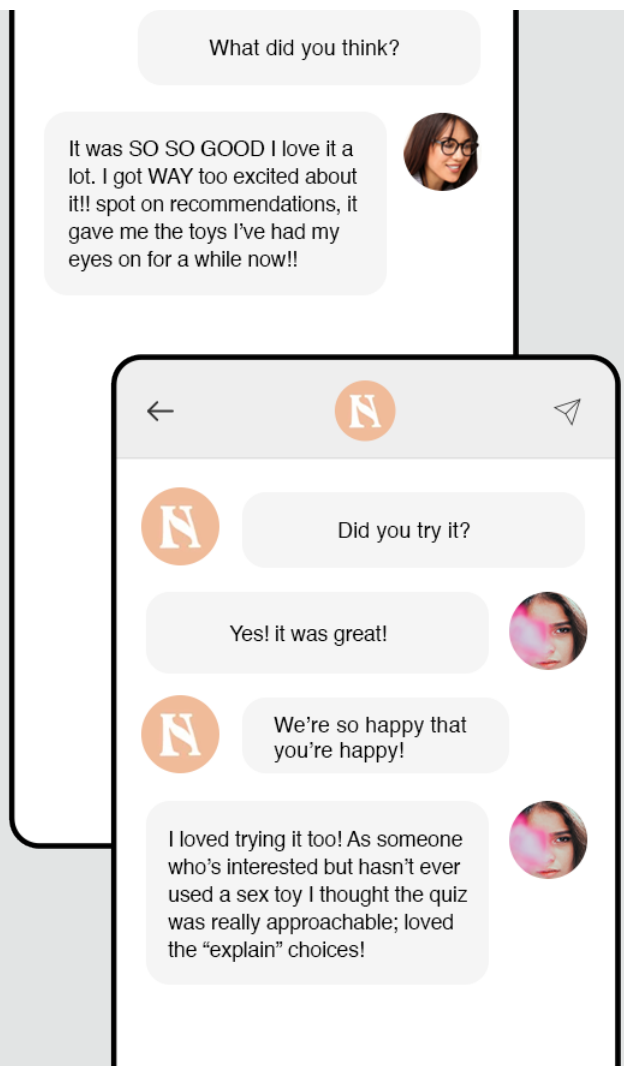 What did you think?
It was SO SO GOOD I love it a
lot. I got WAY too excited about
it!! spot on recommendations, it
gave me the toys I’ve had my
eyes on for a while now!!
N
N
Did you try it?
Yes! it was great!
N
We’re so happy that
you’re happy!
I loved trying it too! As someone
who’s interested but hasn’t ever
used a sex toy I thought the quiz
was really approachable; loved
the “explain” choices!